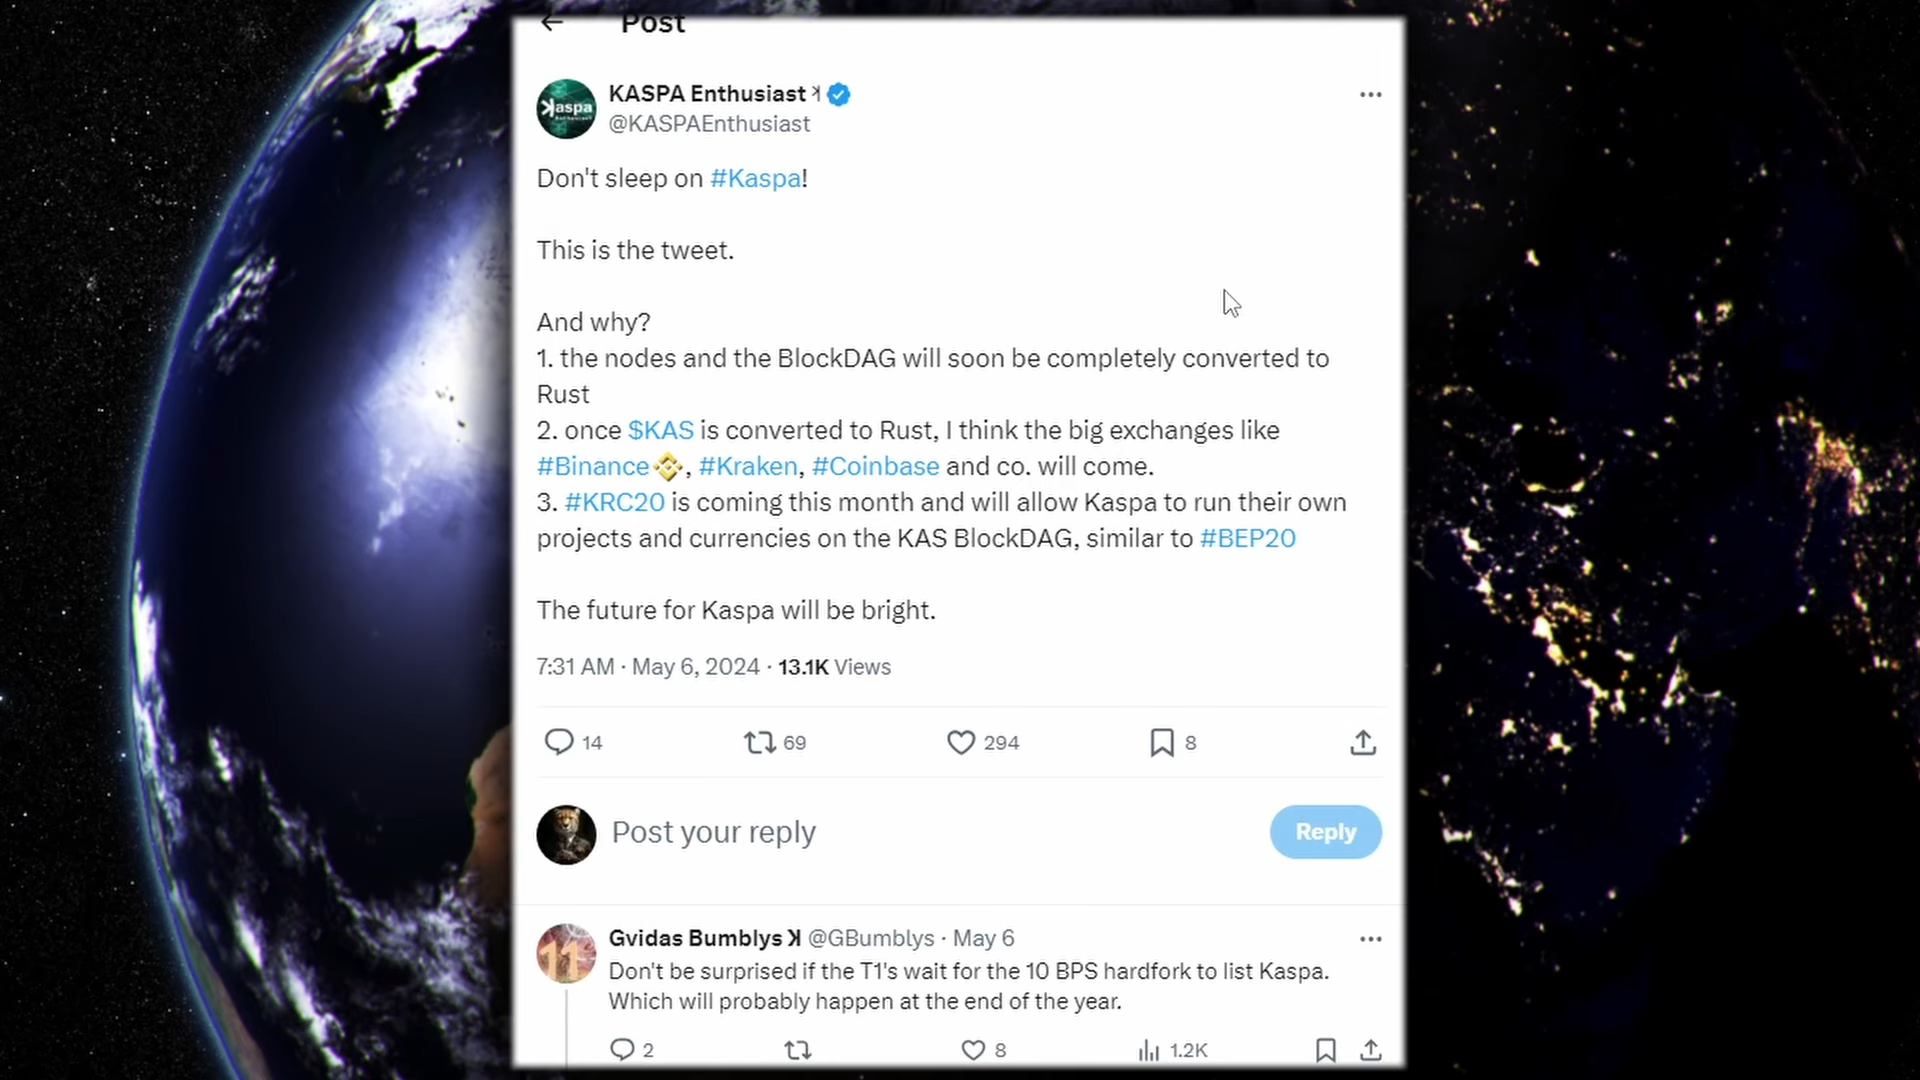 Post
Kaspa
Enthusiast
KASPA Enthusiast
@KASPAEnthusiast
Don't sleep on #Kaspa!
This is the tweet.
And why?
1. the nodes and the BlockDAG will soon be completely converted to
Rust
2. once $KAS is converted to Rust, I think the big exchanges like
#Binance, #Kraken, #Coinbase and co. will come.
3. #KRC20 is coming this month and will allow Kaspa to run their own
projects and currencies on the KAS BlockDAG, similar to #BEP20
The future for Kaspa will be bright.
7:31 AM · May 6, 2024 · 13.1K Views
14 69 294 8
Post your reply
Reply
11
Gvidas Bumblys ꓘ @GBumblys · May 6
Don't be surprised if the T1's wait for the 10 BPS hardfork to list Kaspa.
Which will probably happen at the end of the year.
2 8 1.2K